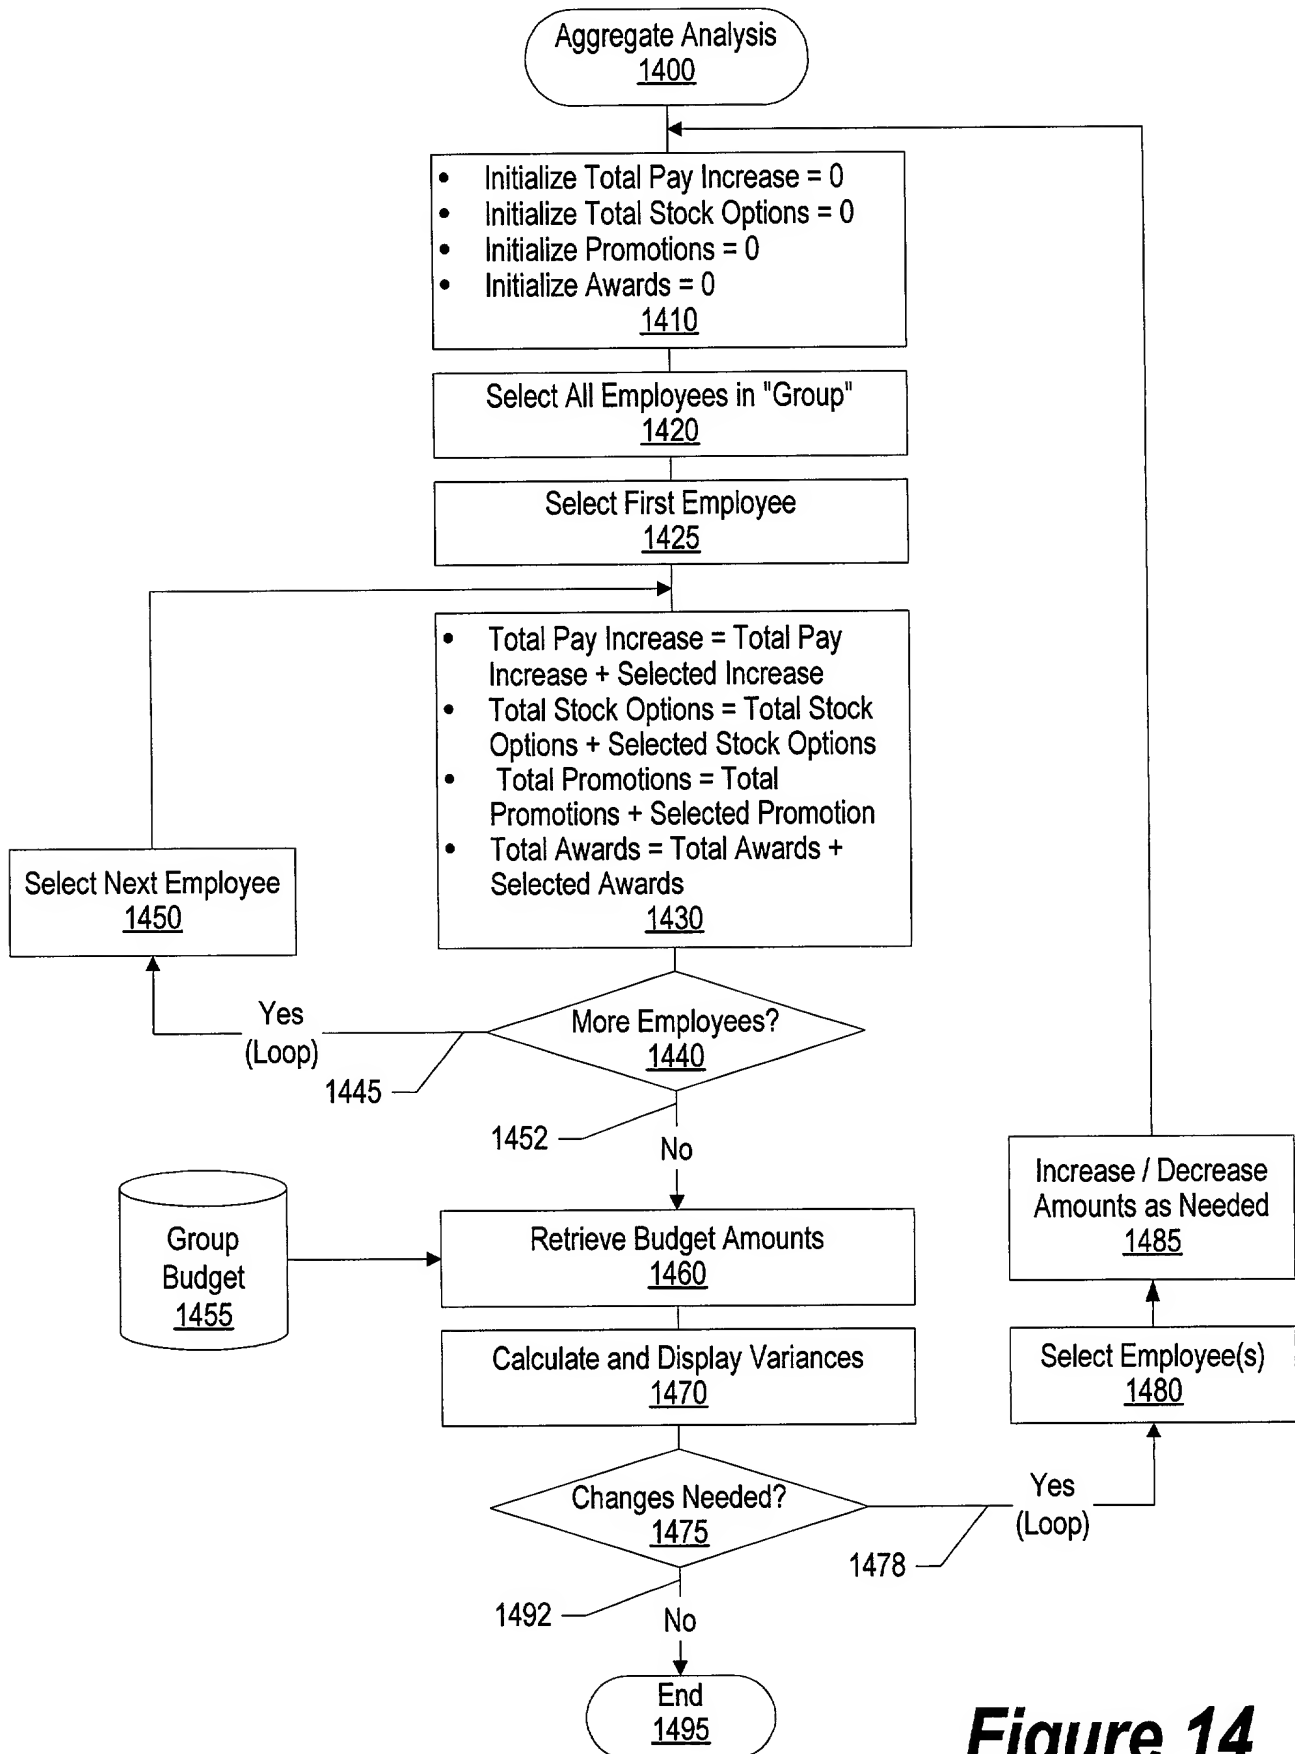 Aggregate Analysis
1400
• Initialize Total Pay Increase = 0
• Initialize Total Stock Options = 0
• Initialize Promotions = 0
• Initialize Awards = 0
1410
Select All Employees in "Group"
1420
Select First Employee
1425
• Total Pay Increase = Total Pay
Increase + Selected Increase
• Total Stock Options = Total Stock
Options + Selected Stock Options
• Total Promotions = Total
Promotions + Selected Promotion
• Total Awards = Total Awards +
Selected Awards
1430
Select Next Employee
1450
More Employees?
1440
Yes
(Loop)
1445
1452
No
Group
Budget
1455
Retrieve Budget Amounts
1460
Increase / Decrease
Amounts as Needed
1485
Calculate and Display Variances
1470
Select Employee(s)
1480
Changes Needed?
1475
Yes
(Loop)
1478
1492
No
End
1495
Figure 14